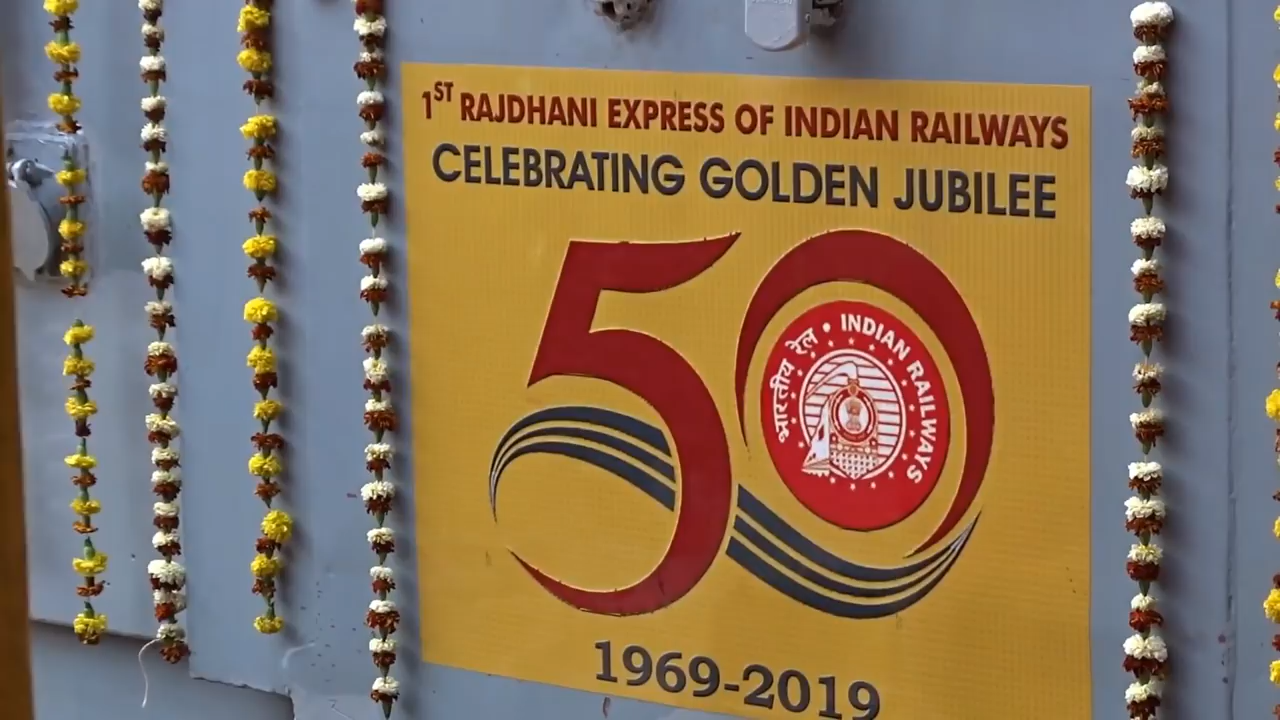 1ST RAJDHANI EXPRESS OF INDIAN RAILWAYS
CELEBRATING GOLDEN JUBILEE
50
भारतीय रेल • INDIAN RAILWAYS
1969-2019